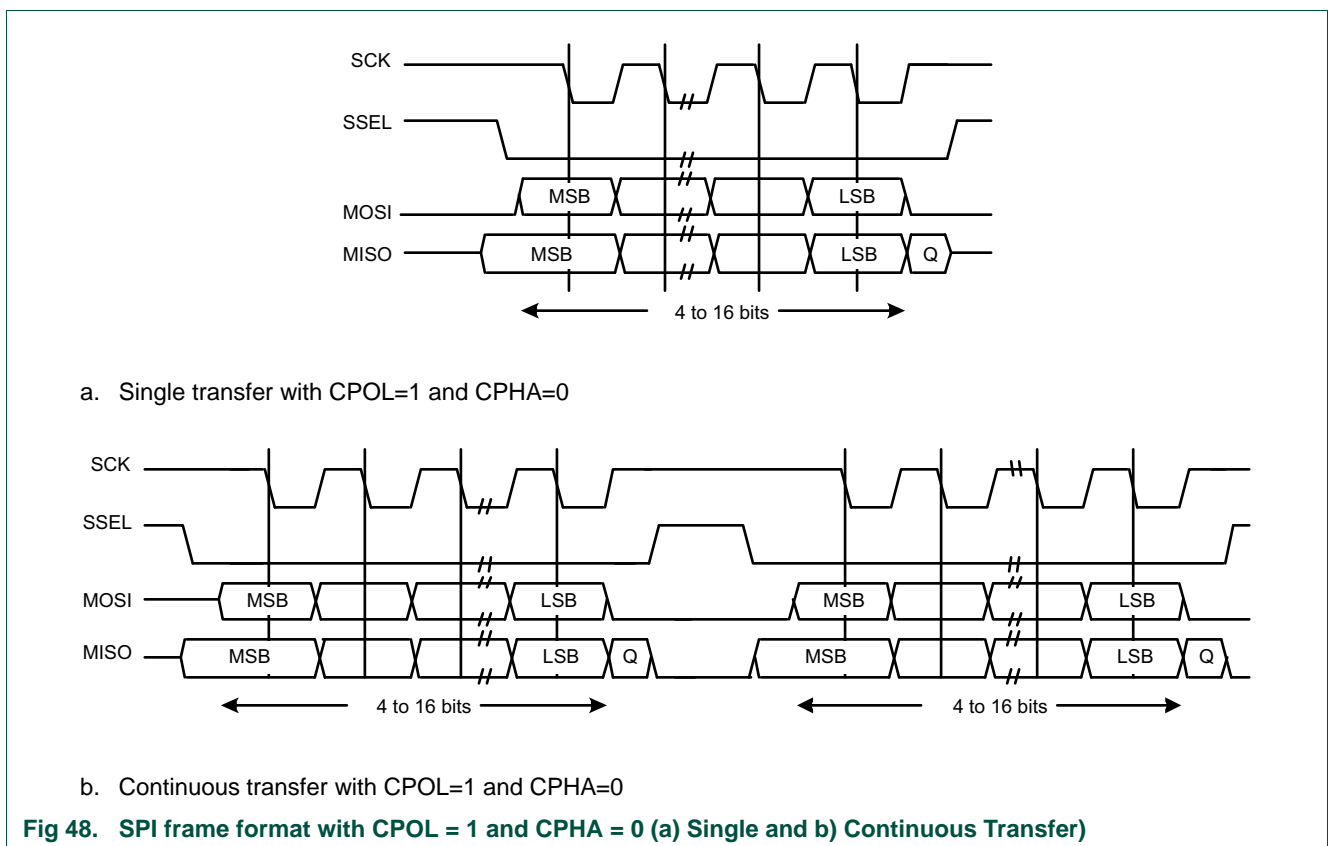 SCK
SSEL
MOSI
MISO
MSB LSB
MSB LSB Q
4 to 16 bits
a. Single transfer with CPOL=1 and CPHA=0
SCK
SSEL
MOSI
MISO
MSB LSB MSB LSB
MSB LSB Q MSB LSB Q
4 to 16 bits 4 to 16 bits
b. Continuous transfer with CPOL=1 and CPHA=0
Fig 48. SPI frame format with CPOL = 1 and CPHA = 0 (a) Single and b) Continuous Transfer)